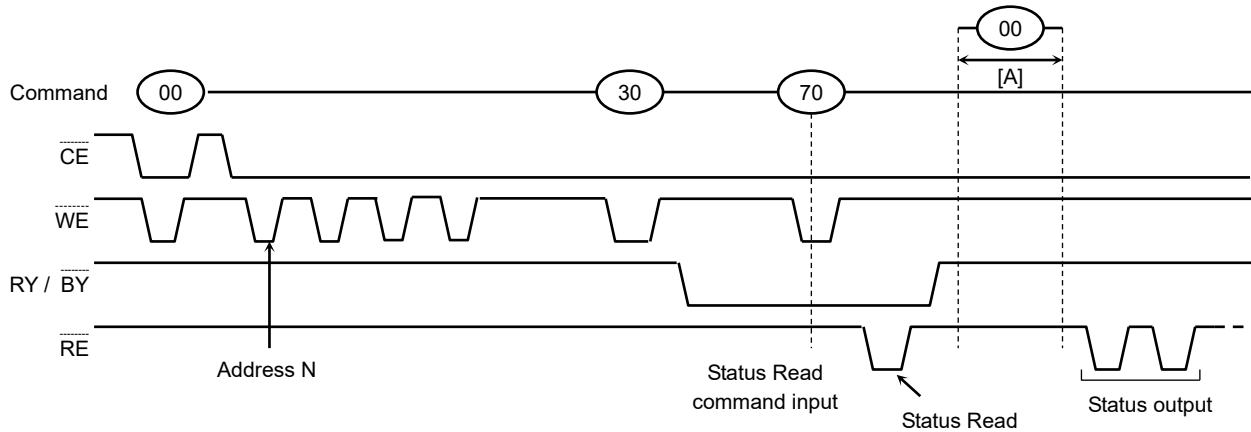 00
[A]
Command 00 30 70
CE
WE
RY / BY
RE
Address N
Status Read
command input
Status Read
Status output